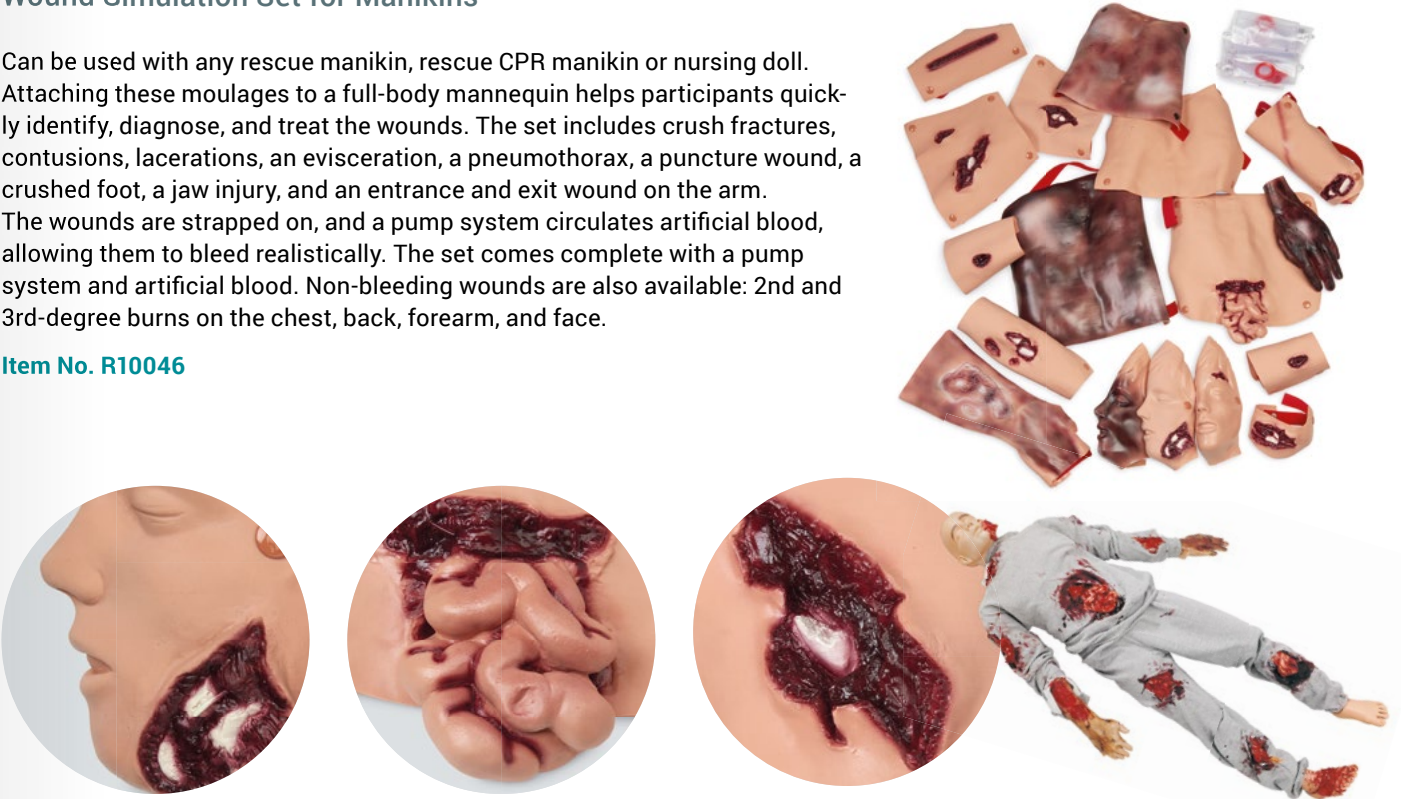 Wound Simulation Set for Manikins
Can be used with any rescue manikin, rescue CPR manikin or nursing doll.
Attaching these moulages to a full-body mannequin helps participants quick-
ly identify, diagnose, and treat the wounds. The set includes crush fractures,
contusions, lacerations, an evisceration, a pneumothorax, a puncture wound, a
crushed foot, a jaw injury, and an entrance and exit wound on the arm.
The wounds are strapped on, and a pump system circulates artificial blood,
allowing them to bleed realistically. The set comes complete with a pump
system and artificial blood. Non-bleeding wounds are also available: 2nd and
3rd-degree burns on the chest, back, forearm, and face.
Item No. R10046